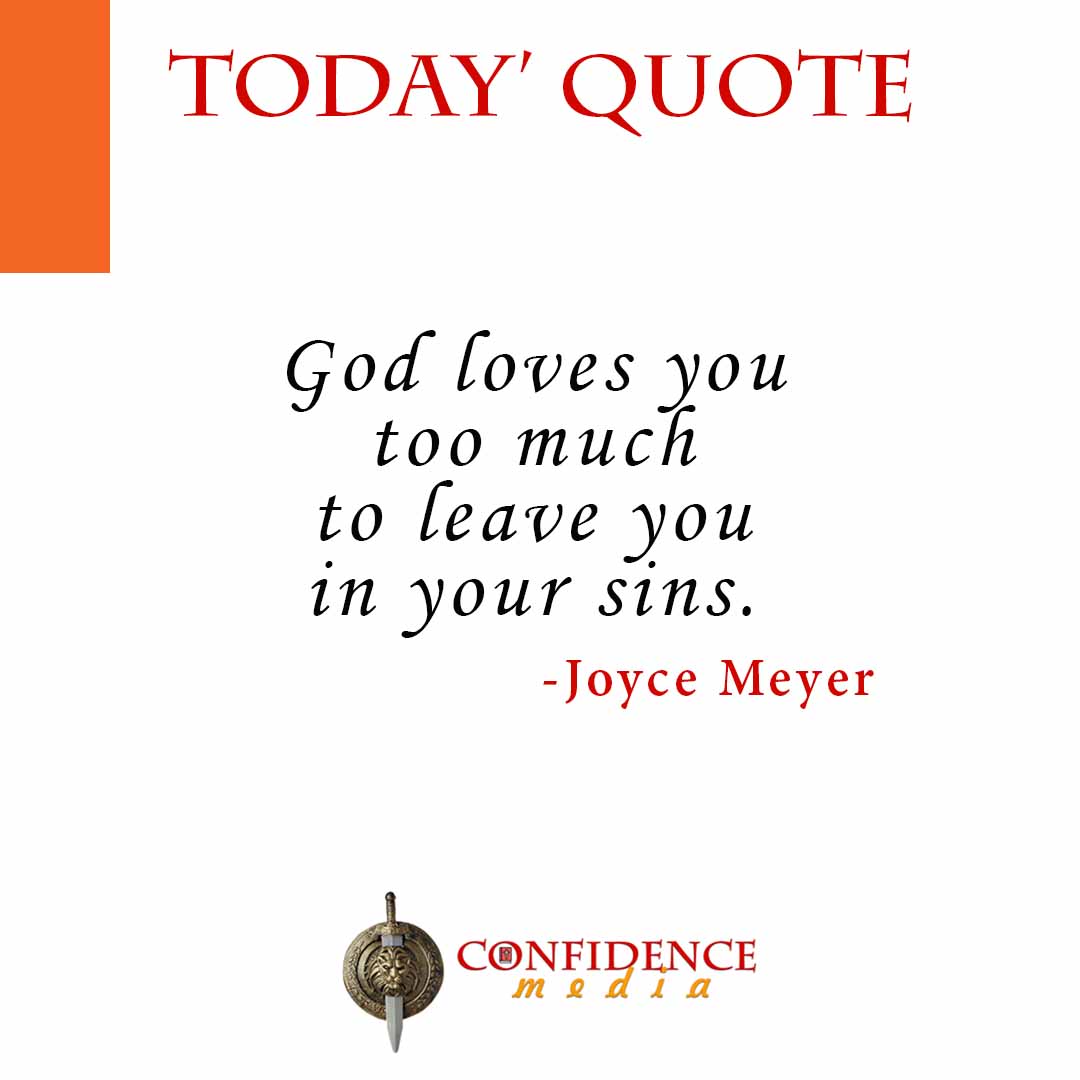 TODAY' QUOTE
God loves you
too much
to leave you
in your sins.
-Joyce Meyer
CONFIDENCE
media